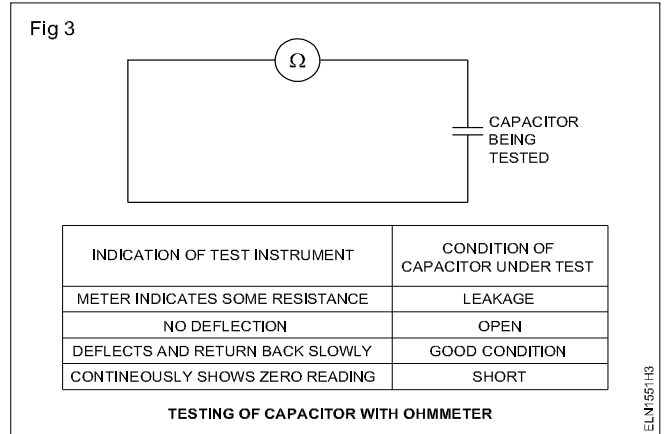 Fig 3
Ω
CAPACITOR
BEING
TESTED
INDICATION OF TEST INSTRUMENT
CONDITION OF
CAPACITOR UNDER TEST
METER INDICATES SOME RESISTANCE
LEAKAGE
NO DEFLECTION
OPEN
DEFLECTS AND RETURN BACK SLOWLY
GOOD CONDITION
CONTINEOUSLY SHOWS ZERO READING
SHORT
TESTING OF CAPACITOR WITH OHMMETER
ELN1551H3